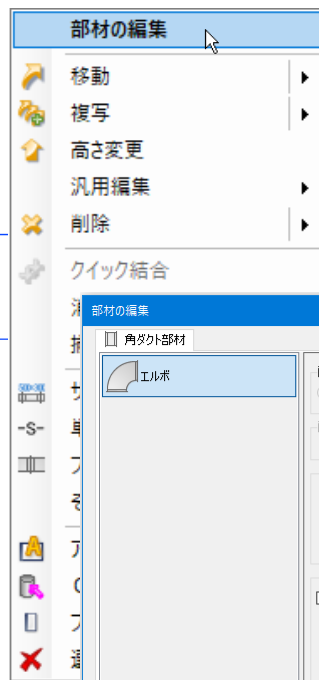 部材の編集
移動
複写
高さ変更
汎用編集
削除
クイック結合
部材の編集
角ダクト部材
エルボ
-S-